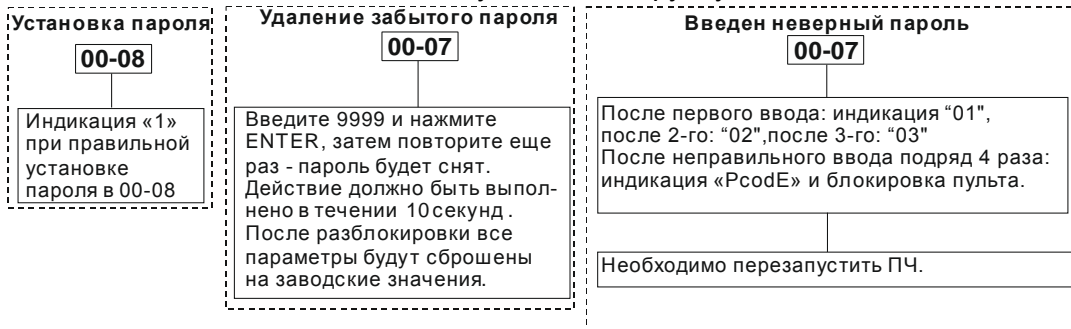 Установка пароля
00-08
Индикация «1»
при правильной
установке
пароля в 00-08
Удаление забытого пароля
00-07
Введите 9999 и нажмите
ENTER, затем повторите еще
раз - пароль будет снят.
Действие должно быть выпол-
нено в течении 10 секунд .
После разблокировки все
параметры будут сброшены
на заводские значения.
Введен неверный пароль
00-07
После первого ввода: индикация “01",
после 2-го: “02",после 3-го: “03"
После неправильного ввода подряд 4 раза:
индикация «PcodE» и блокировка пульта.
Необходимо перезапустить ПЧ.